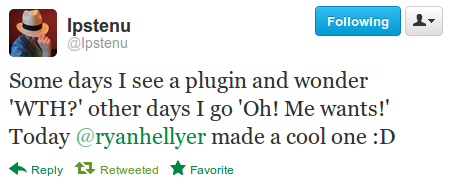 Ipstenu
@Ipstenu
Following
Some days I see a plugin and wonder
'WTH?' other days I go 'Oh! Me wants!'
Today @ryanhellyer made a cool one :D
Reply Retweeted Favorite